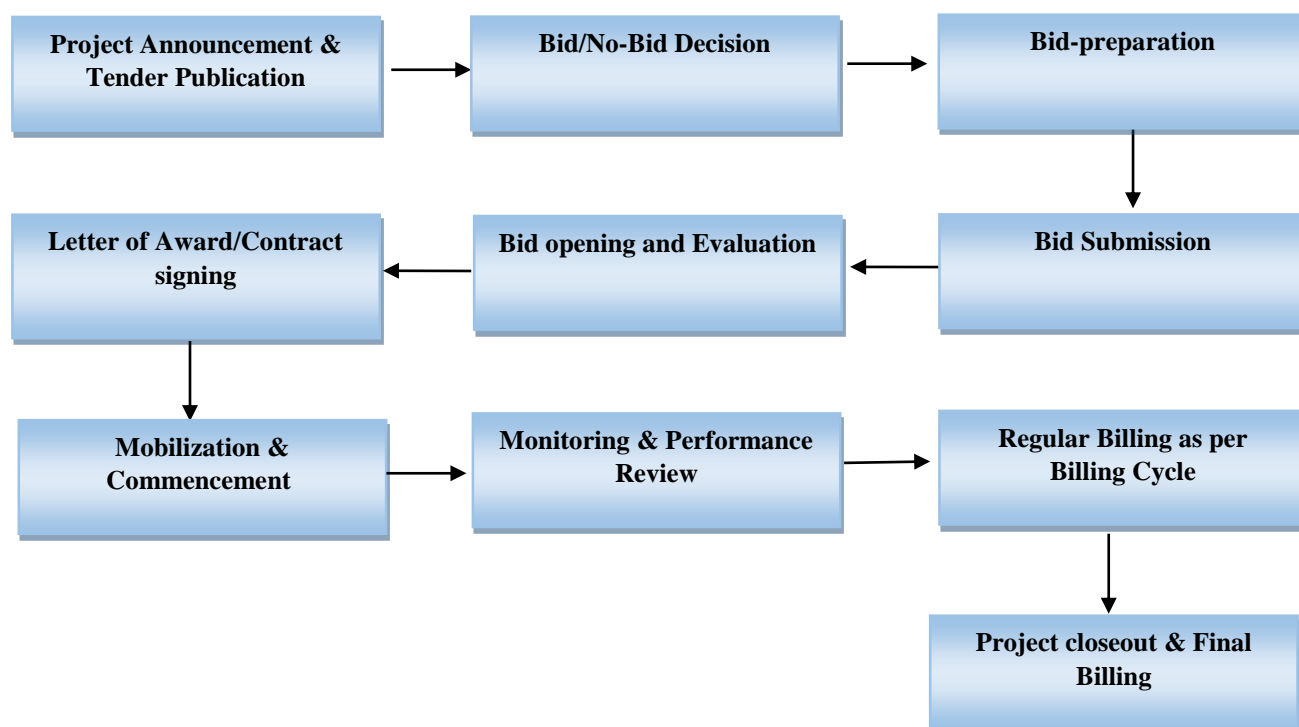 Project Announcement &
Tender Publication
Bid/No-Bid Decision
Bid-preparation
Bid Submission
Bid opening and Evaluation
Letter of Award/Contract
signing
Mobilization &
Commencement
Monitoring & Performance
Review
Regular Billing as per
Billing Cycle
Project closeout & Final
Billing